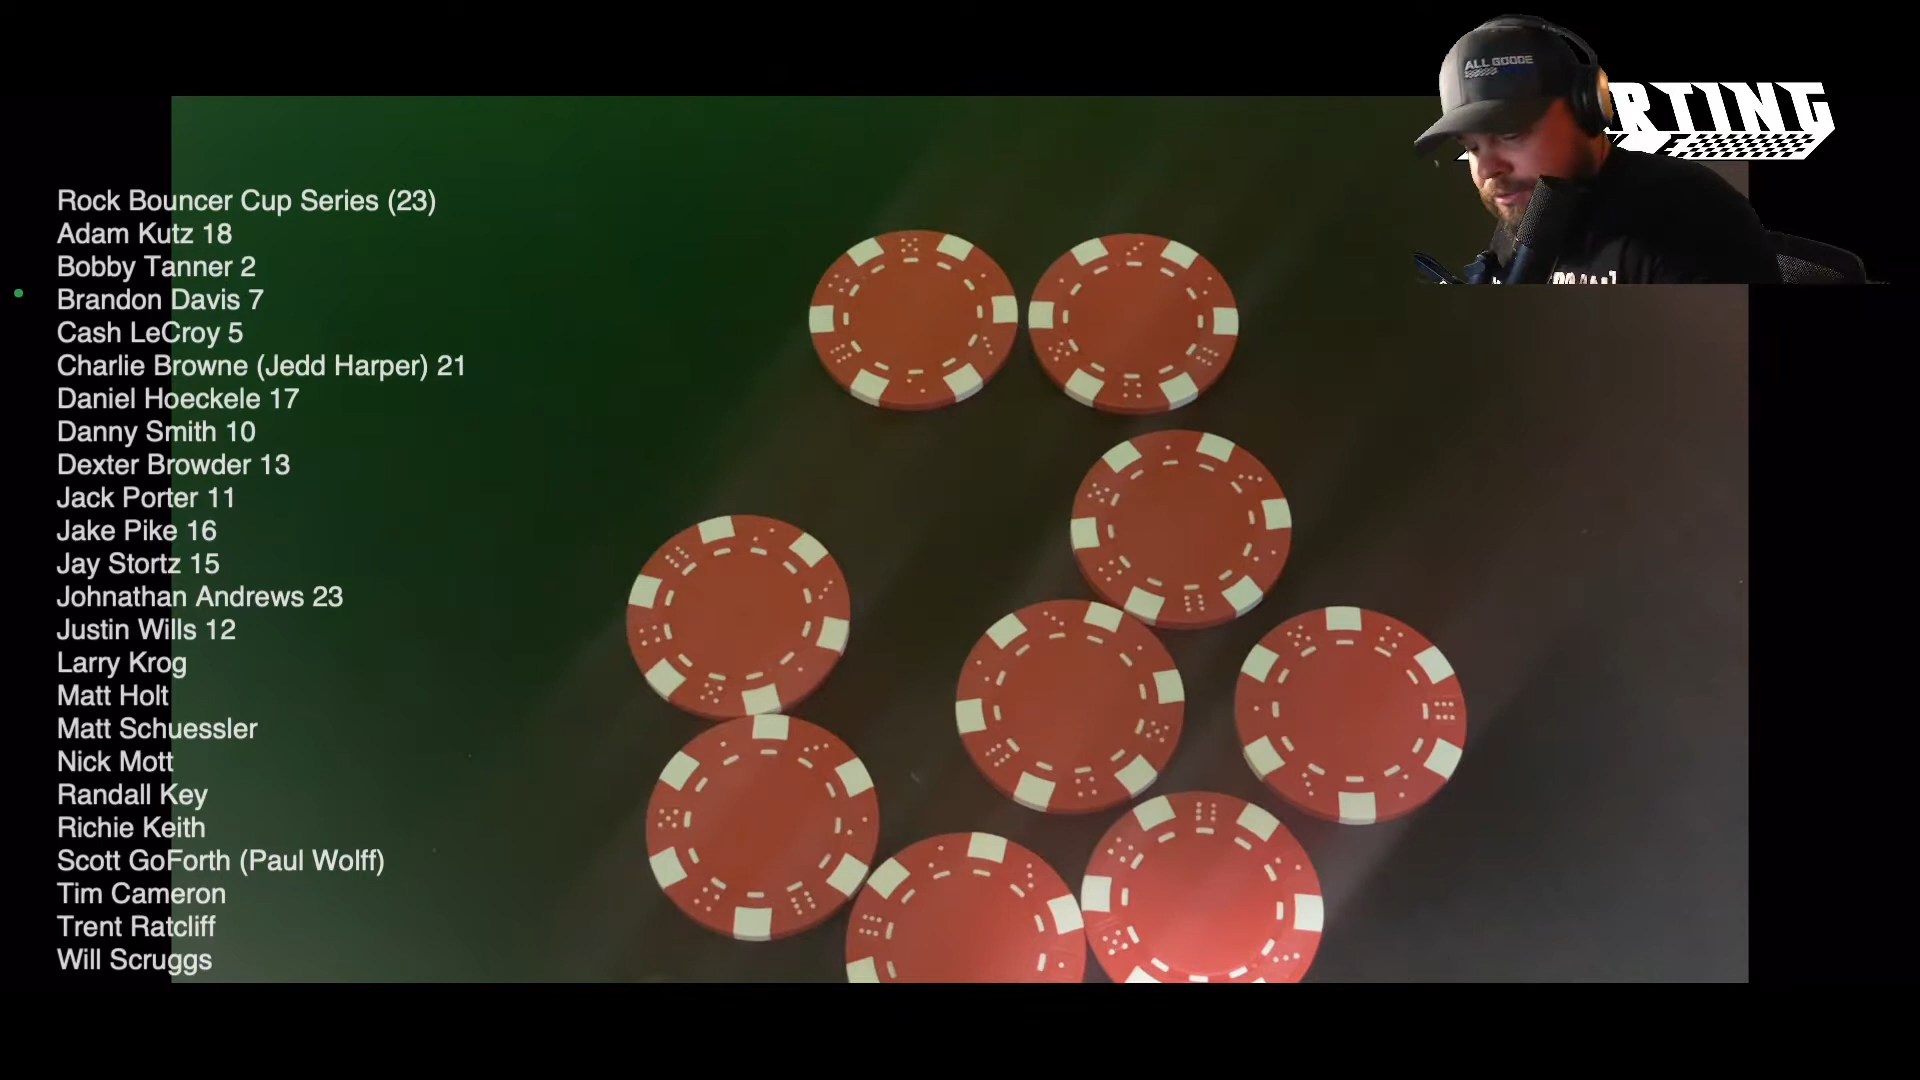 ALL GOODE
RTING
Rock Bouncer Cup Series (23)
Adam Kutz 18
Bobby Tanner 2
Brandon Davis 7
Cash LeCroy 5
Charlie Browne (Jedd Harper) 21
Daniel Hoeckele 17
Danny Smith 10
Dexter Browder 13
Jack Porter 11
Jake Pike 16
Jay Stortz 15
Johnathan Andrews 23
Justin Wills 12
Larry Krog
Matt Holt
Matt Schuessler
Nick Mott
Randall Key
Richie Keith
Scott GoForth (Paul Wolff)
Tim Cameron
Trent Ratcliff
Will Scruggs